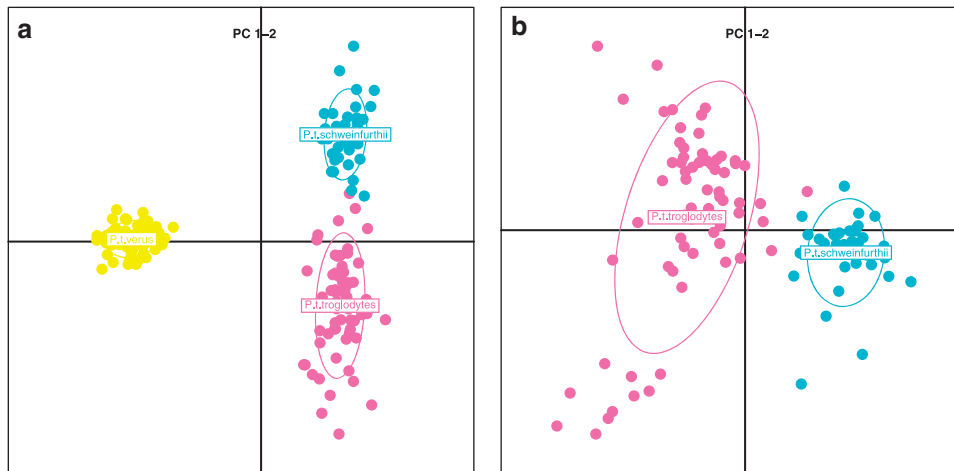 a
PC 1–2
P.t.schweinfurthii
P.t.verus
P.t.troglodytes
b
PC 1–2
P.t.troglodytes
P.t.schweinfurthii